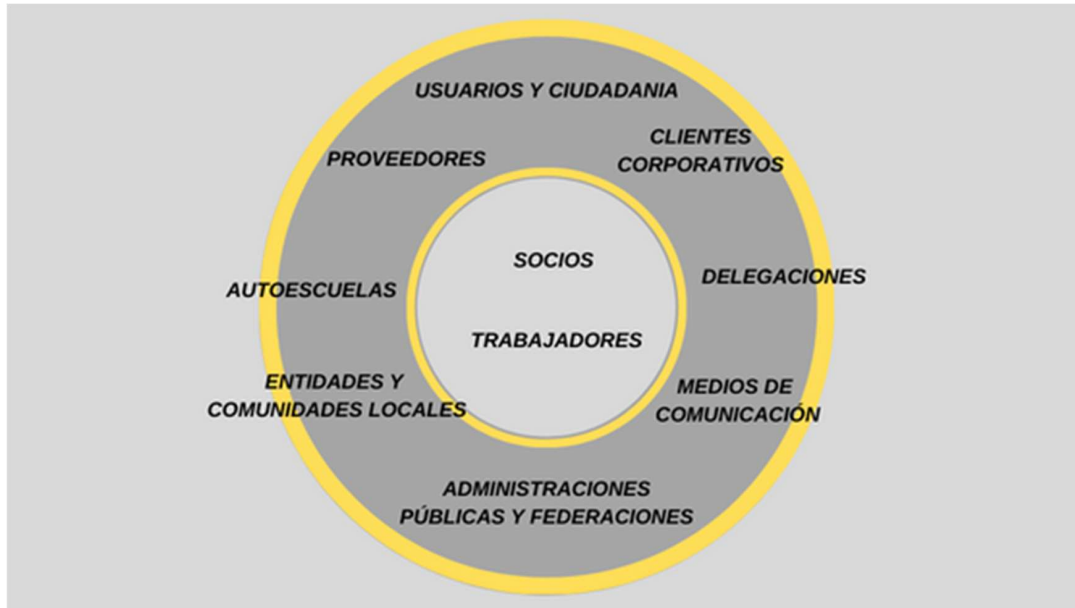 USUARIOS Y CIUDADANIA
CLIENTES
CORPORATIVOS
PROVEEDORES
SOCIOS
DELEGACIONES
AUTOESCUELAS
TRABAJADORES
ENTIDADES Y
COMUNIDADES LOCALES
MEDIOS DE
COMUNICACIÓN
ADMINISTRACIONES
PÚBLICAS Y FEDERACIONES